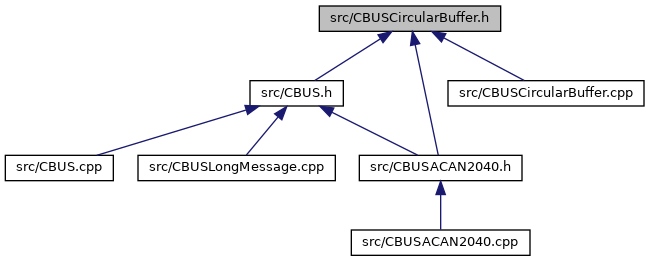 src/CBUSCircularBuffer.h
src/CBUS.h
src/CBUSCircularBuffer.cpp
src/CBUS.cpp
src/CBUSLongMessage.cpp
src/CBUSACAN2040.h
src/CBUSACAN2040.cpp